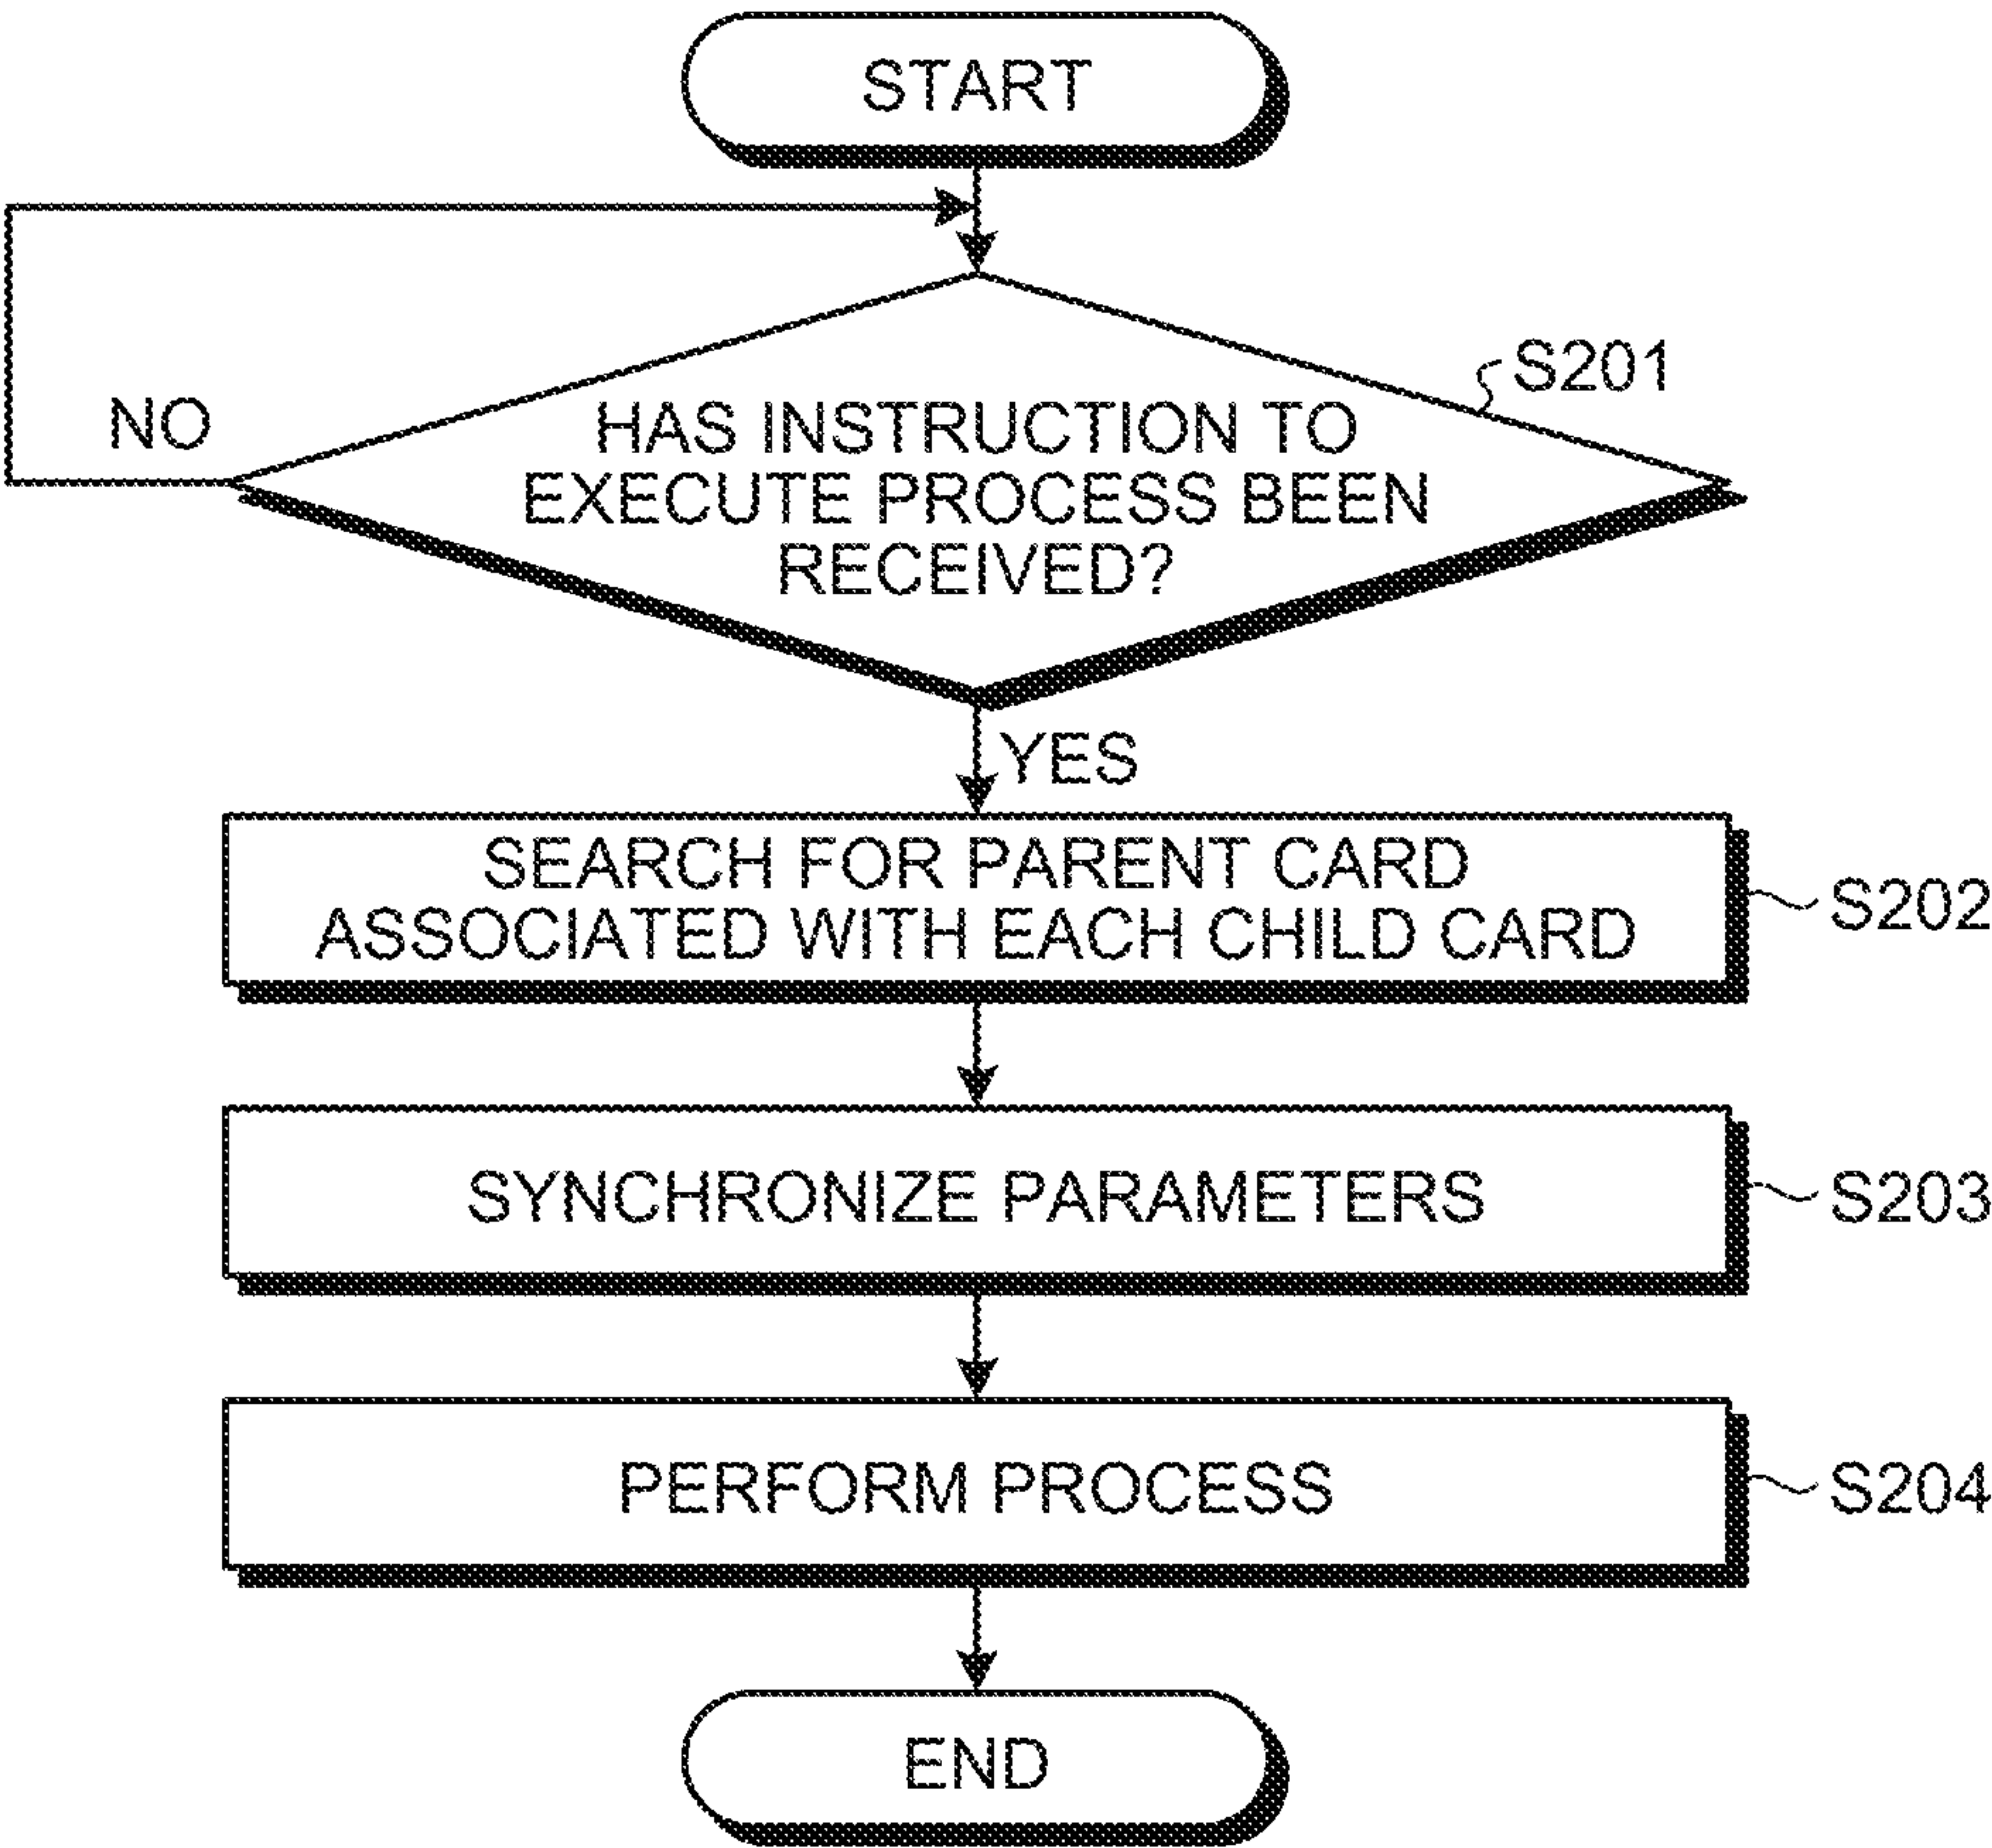 START
S201
NO
HAS INSTRUCTION TO
EXECUTE PROCESS BEEN
RECEIVED?
YES
SEARCH FOR PARENT CARD
ASSOCIATED WITH EACH CHILD CARD
S202
SYNCHRONIZE PARAMETERS
S203
PERFORM PROCESS
S204
END